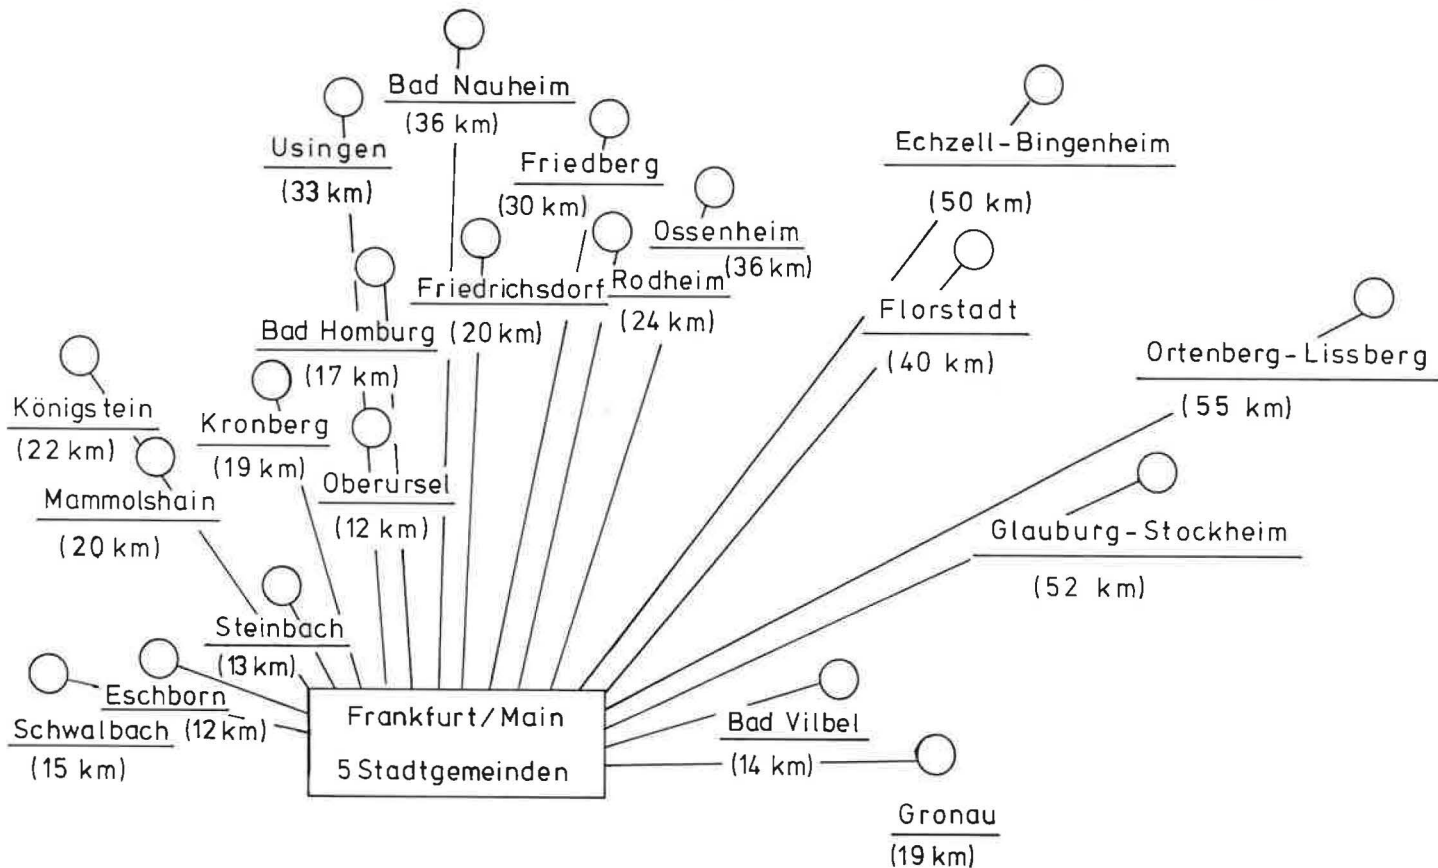 Bad Nauheim
(36 km)
Usingen
(33 km)
Friedberg
(30 km)
Echzell-Bingenheim
(50 km)
Ossenheim
(36 km)
Friedrichsdorf
(20 km)
Rodheim
(24 km)
Florstadt
(40 km)
Bad Homburg
(17 km)
Ortenberg-Lissberg
(55 km)
Königstein
(22 km)
Kronberg
(19 km)
Mammolshain
(20 km)
Oberursel
(12 km)
Glauburg-Stockheim
(52 km)
Steinbach
(13 km)
Eschborn
(12 km)
Schwalbach
(15 km)
Frankfurt/Main
5 Stadtgemeinden
Bad Vilbel
(14 km)
Gronau
(19 km)